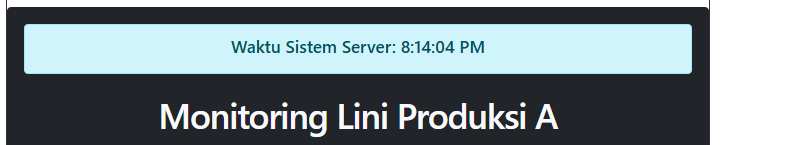 Waktu Sistem Server: 8:14:04 PM
Monitoring Lini Produksi A